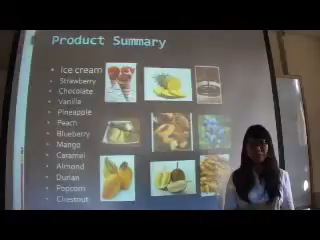 Product Summary
Ice cream
Strawberry
Chocolate
Vanilla
Pineapple
Peach
Blueberry
Mango
Caramel
Almond
Durian
Popcorn
Chestnut